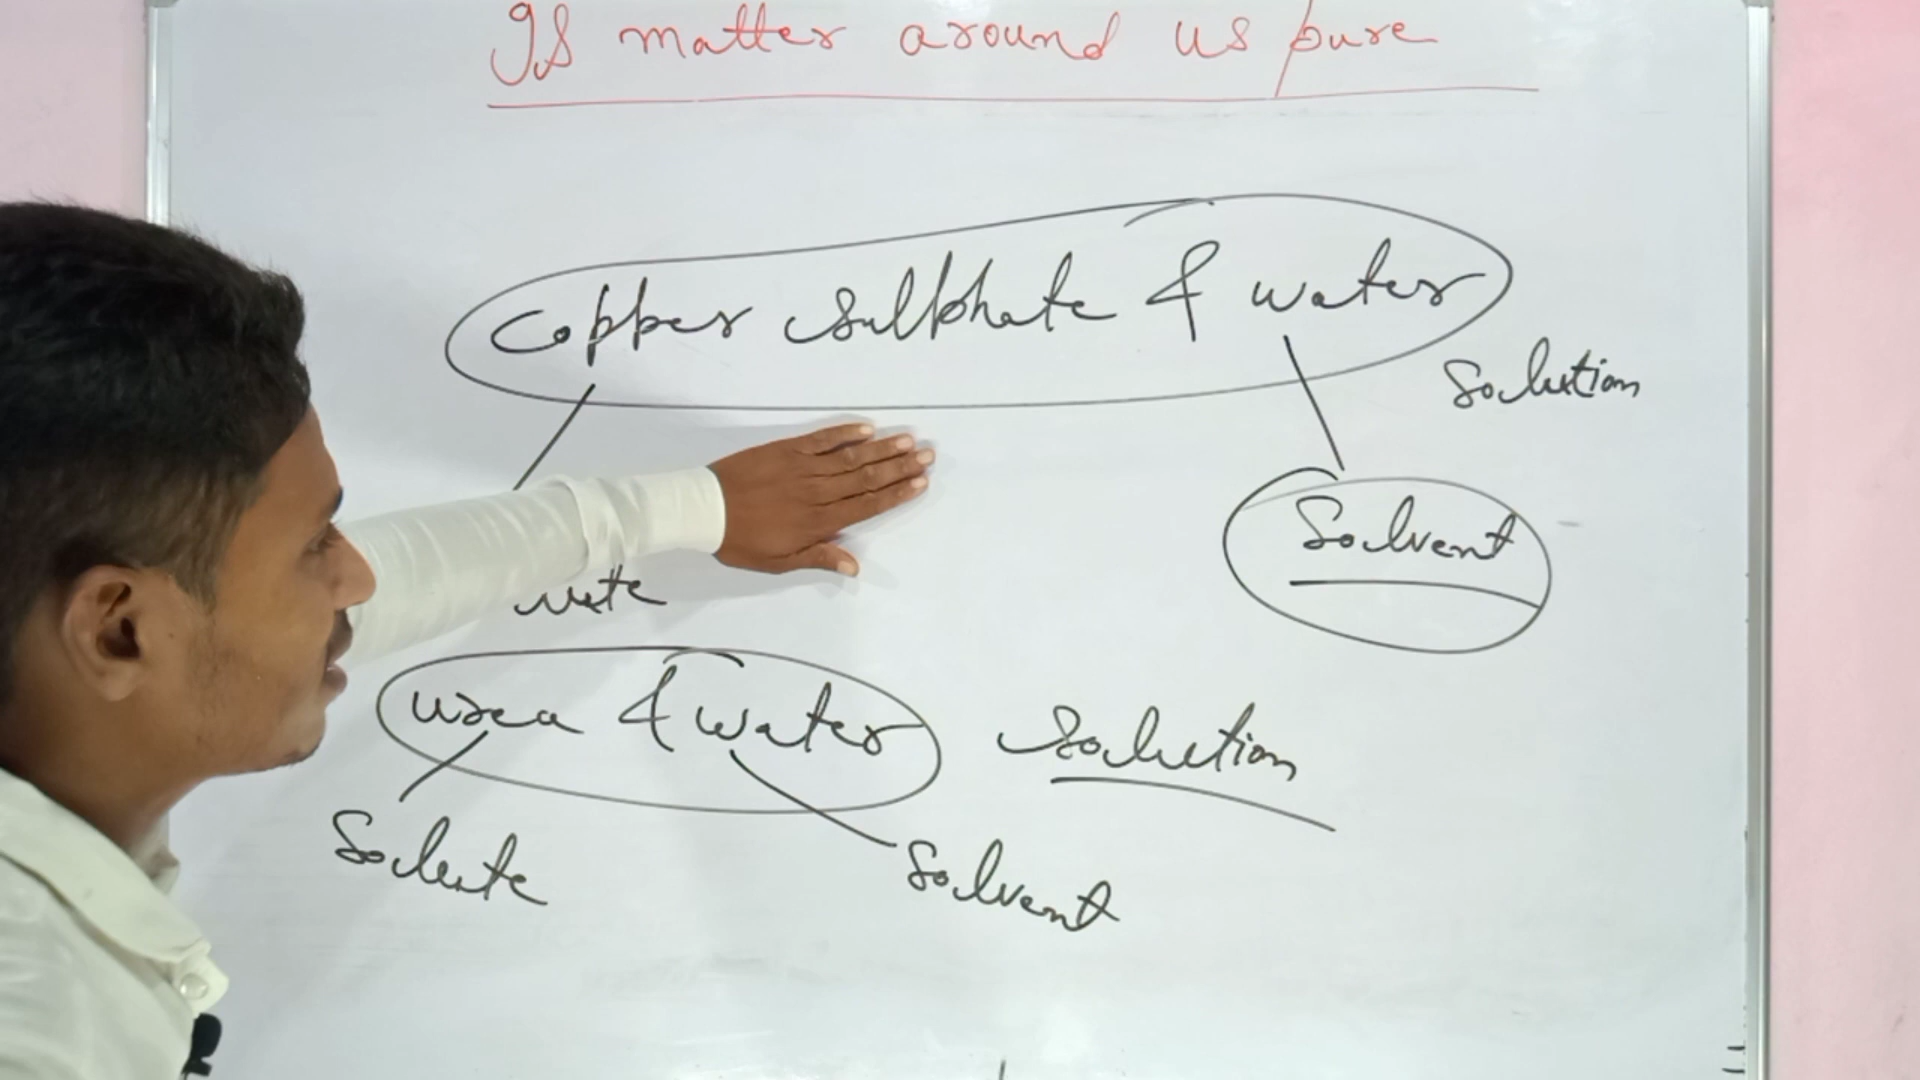 Is matter around us pure
Copper sulphate & water
Solution
Solvent
urea & water Solution
Solute
Solvent